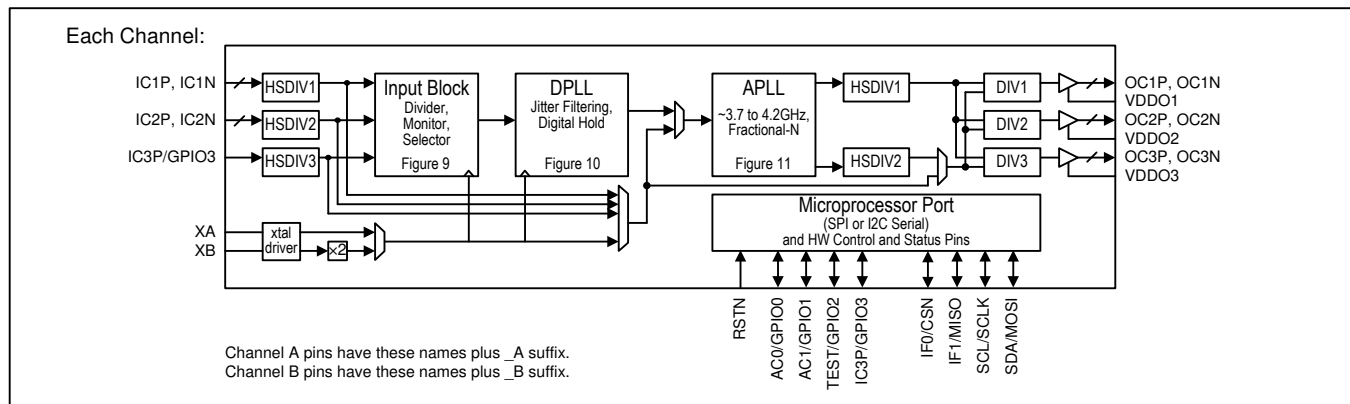 Each Channel:
IC1P, IC1N
IC2P, IC2N
IC3P/GPIO3
XA
XB
HSDIV1
HSDIV2
HSDIV3
xtal
driver
×2
Input Block
Divider,
Monitor,
Selector
Figure 9
DPLL
Jitter Filtering,
Digital Hold
Figure 10
APLL
~3.7 to 4.2GHz,
Fractional-N
Figure 11
HSDIV1
HSDIV2
DIV1
DIV2
DIV3
OC1P, OC1N
VDDO1
OC2P, OC2N
VDDO2
OC3P, OC3N
VDDO3
Microprocessor Port
(SPI or I2C Serial)
and HW Control and Status Pins
RSTN
AC0/GPIO0
AC1/GPIO1
TEST/GPIO2
IC3P/GPIO3
IF0/CSN
IF1/MISO
SCL/SCLK
SDA/MOSI
Channel A pins have these names plus _A suffix.
Channel B pins have these names plus _B suffix.